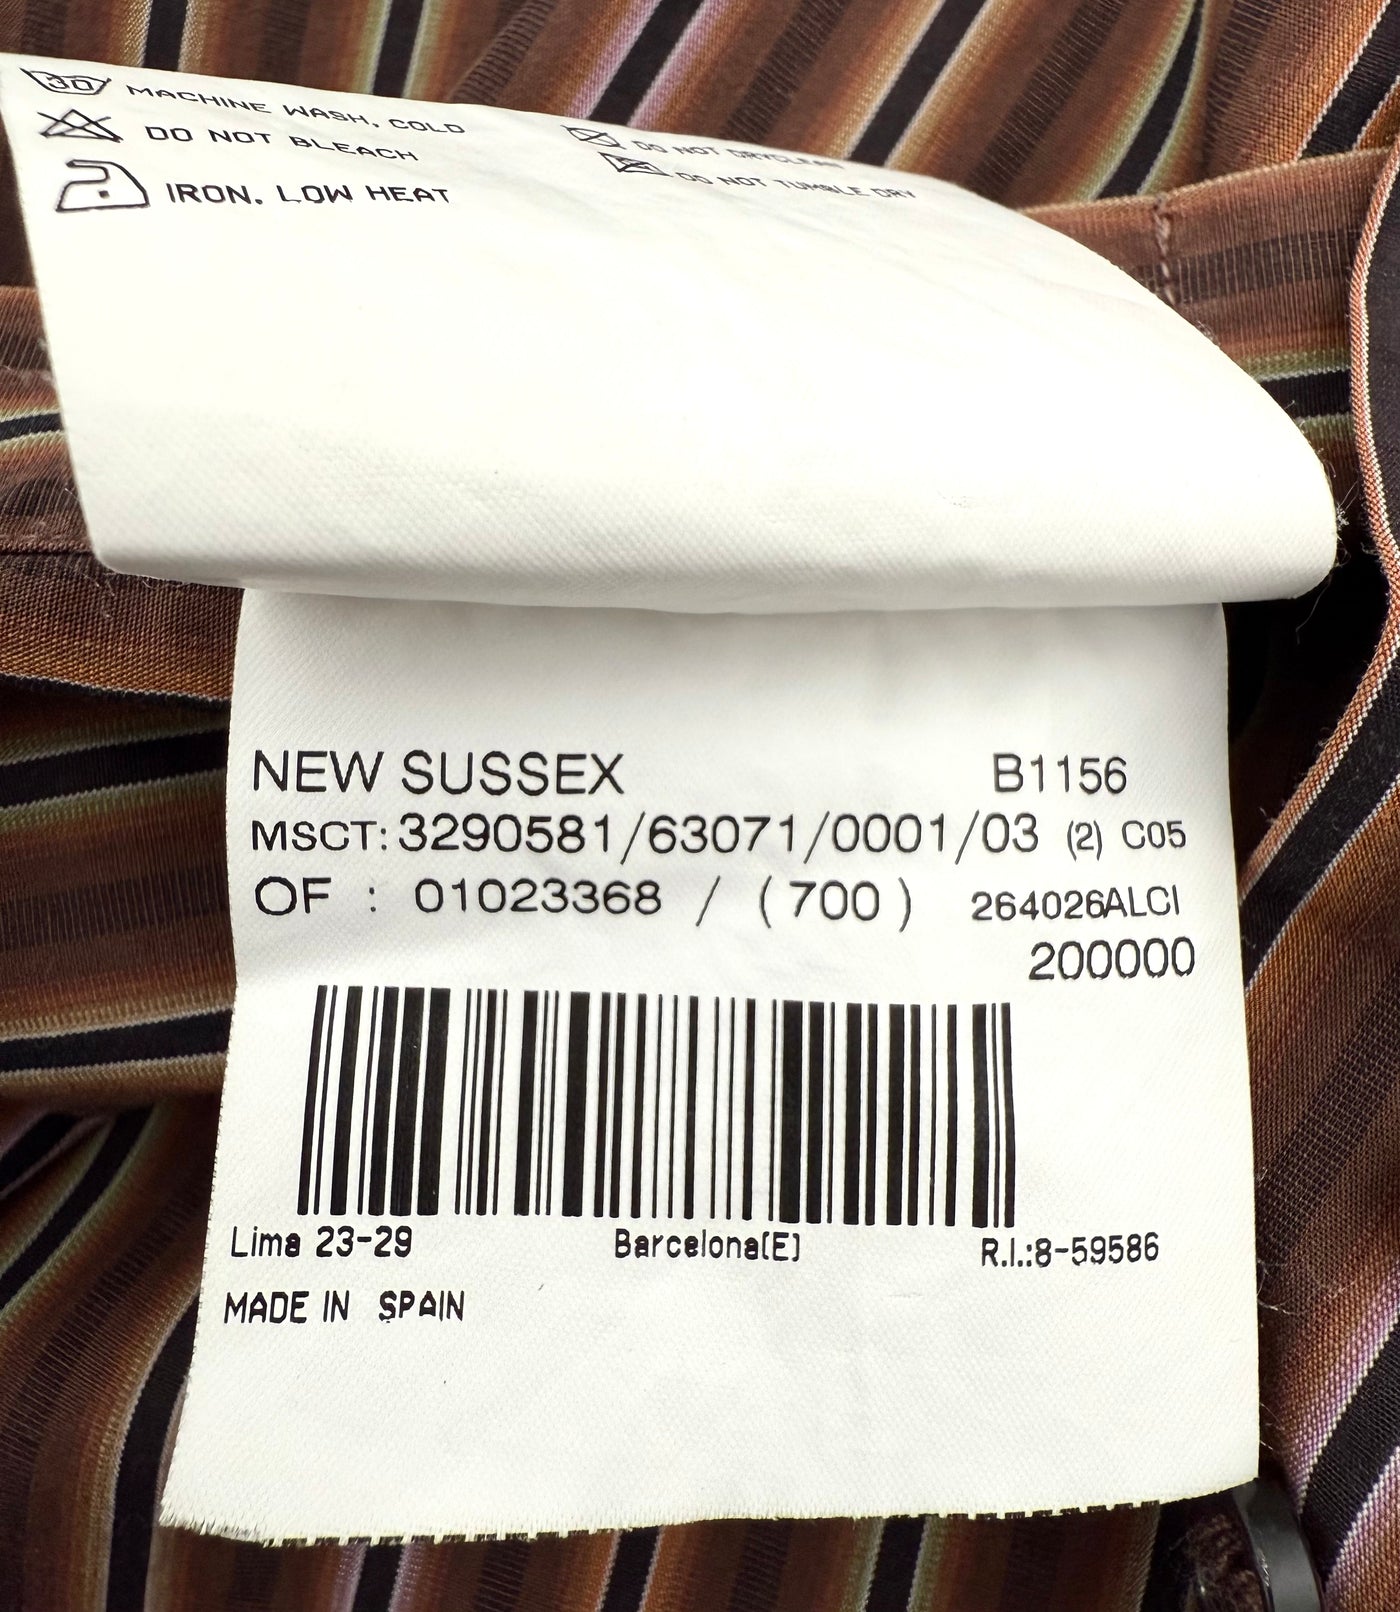 30 MACHINE WASH, COLD
DO NOT BLEACH
IRON, LOW HEAT
DO NOT DRYCLEAN
DO NOT TUMBLE DRY
NEW SUSSEX B1156
MSCT: 3290581/63071/0001/03 (2) C05
OF : 01023368 / (700) 264026ALCI
200000
Lima 23-29 Barcelona(E) R.I.:8-59586
MADE IN SPAIN